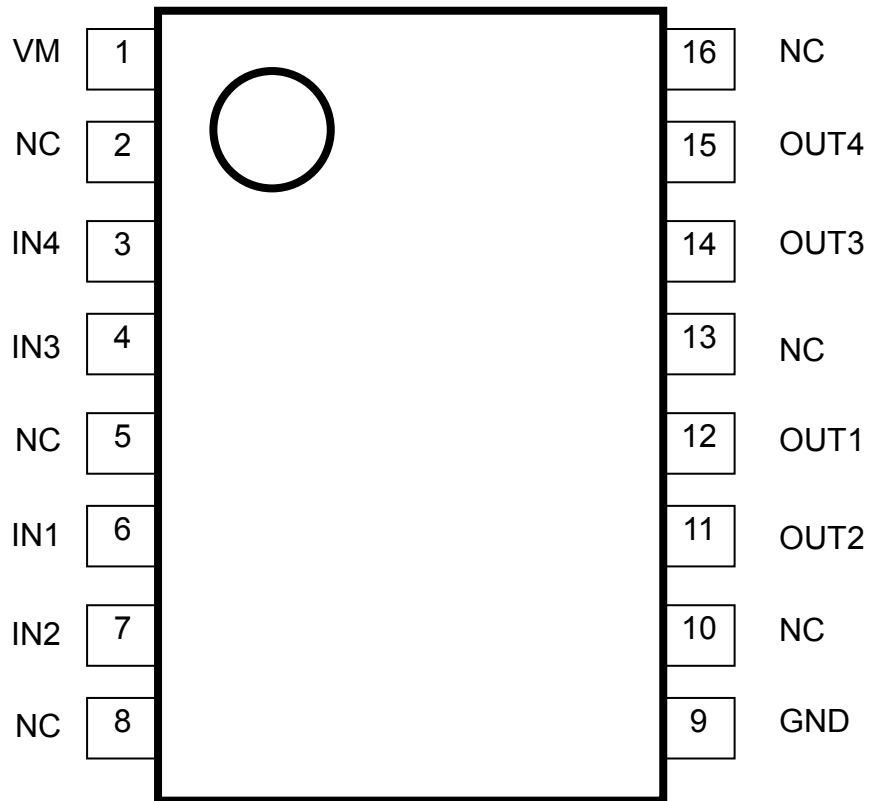 VM 1 16 NC
NC 2 15 OUT4
IN4 3 14 OUT3
IN3 4 13 NC
NC 5 12 OUT1
IN1 6 11 OUT2
IN2 7 10 NC
NC 8 9 GND